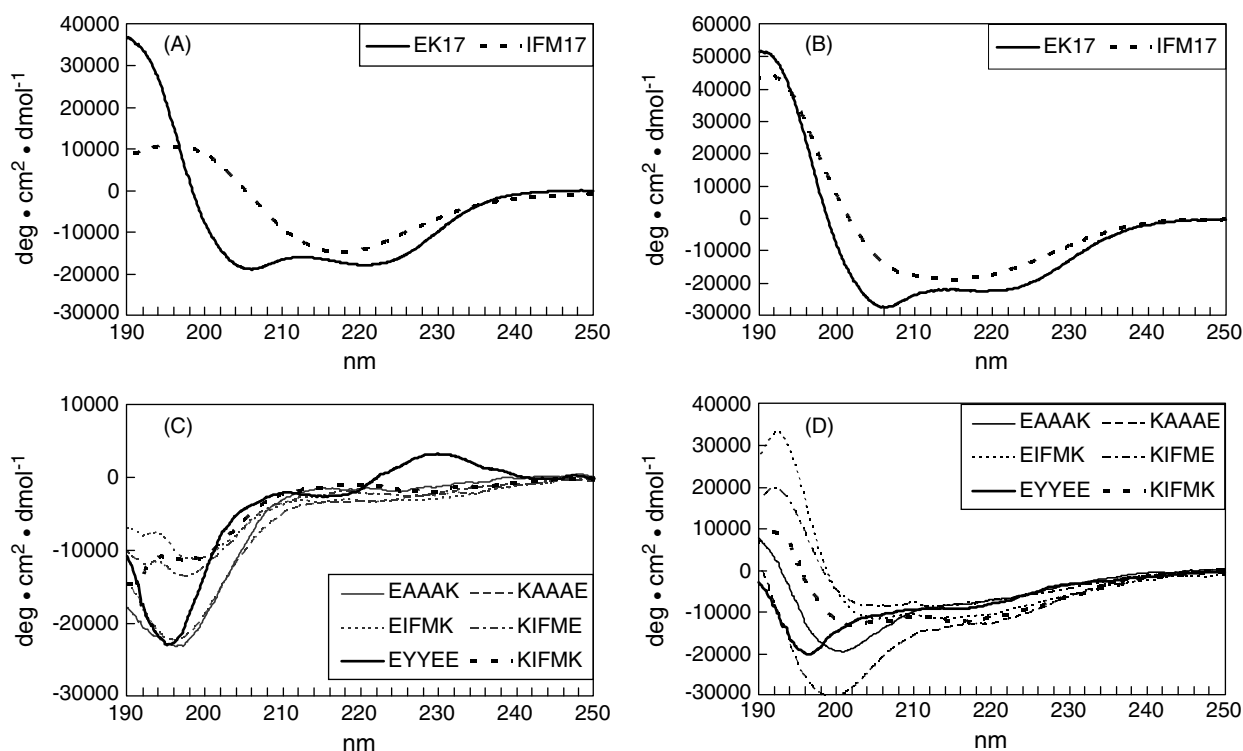 (A)
EK17 IFM17
deg • cm² • dmol⁻¹
40000
30000
20000
10000
0
-10000
-20000
-30000
190 200 210 220 230 240 250
nm
(B)
EK17 IFM17
deg • cm² • dmol⁻¹
60000
50000
40000
30000
20000
10000
0
-10000
-20000
-30000
190 200 210 220 230 240 250
nm
(C)
deg • cm² • dmol⁻¹
10000
0
-10000
-20000
-30000
EAAAK KAAAE
EIFMK KIFME
EYYEE KIFMK
190 200 210 220 230 240 250
nm
(D)
EAAAK KAAAE
EIFMK KIFME
EYYEE KIFMK
deg • cm² • dmol⁻¹
40000
30000
20000
10000
0
-10000
-20000
-30000
190 200 210 220 230 240 250
nm